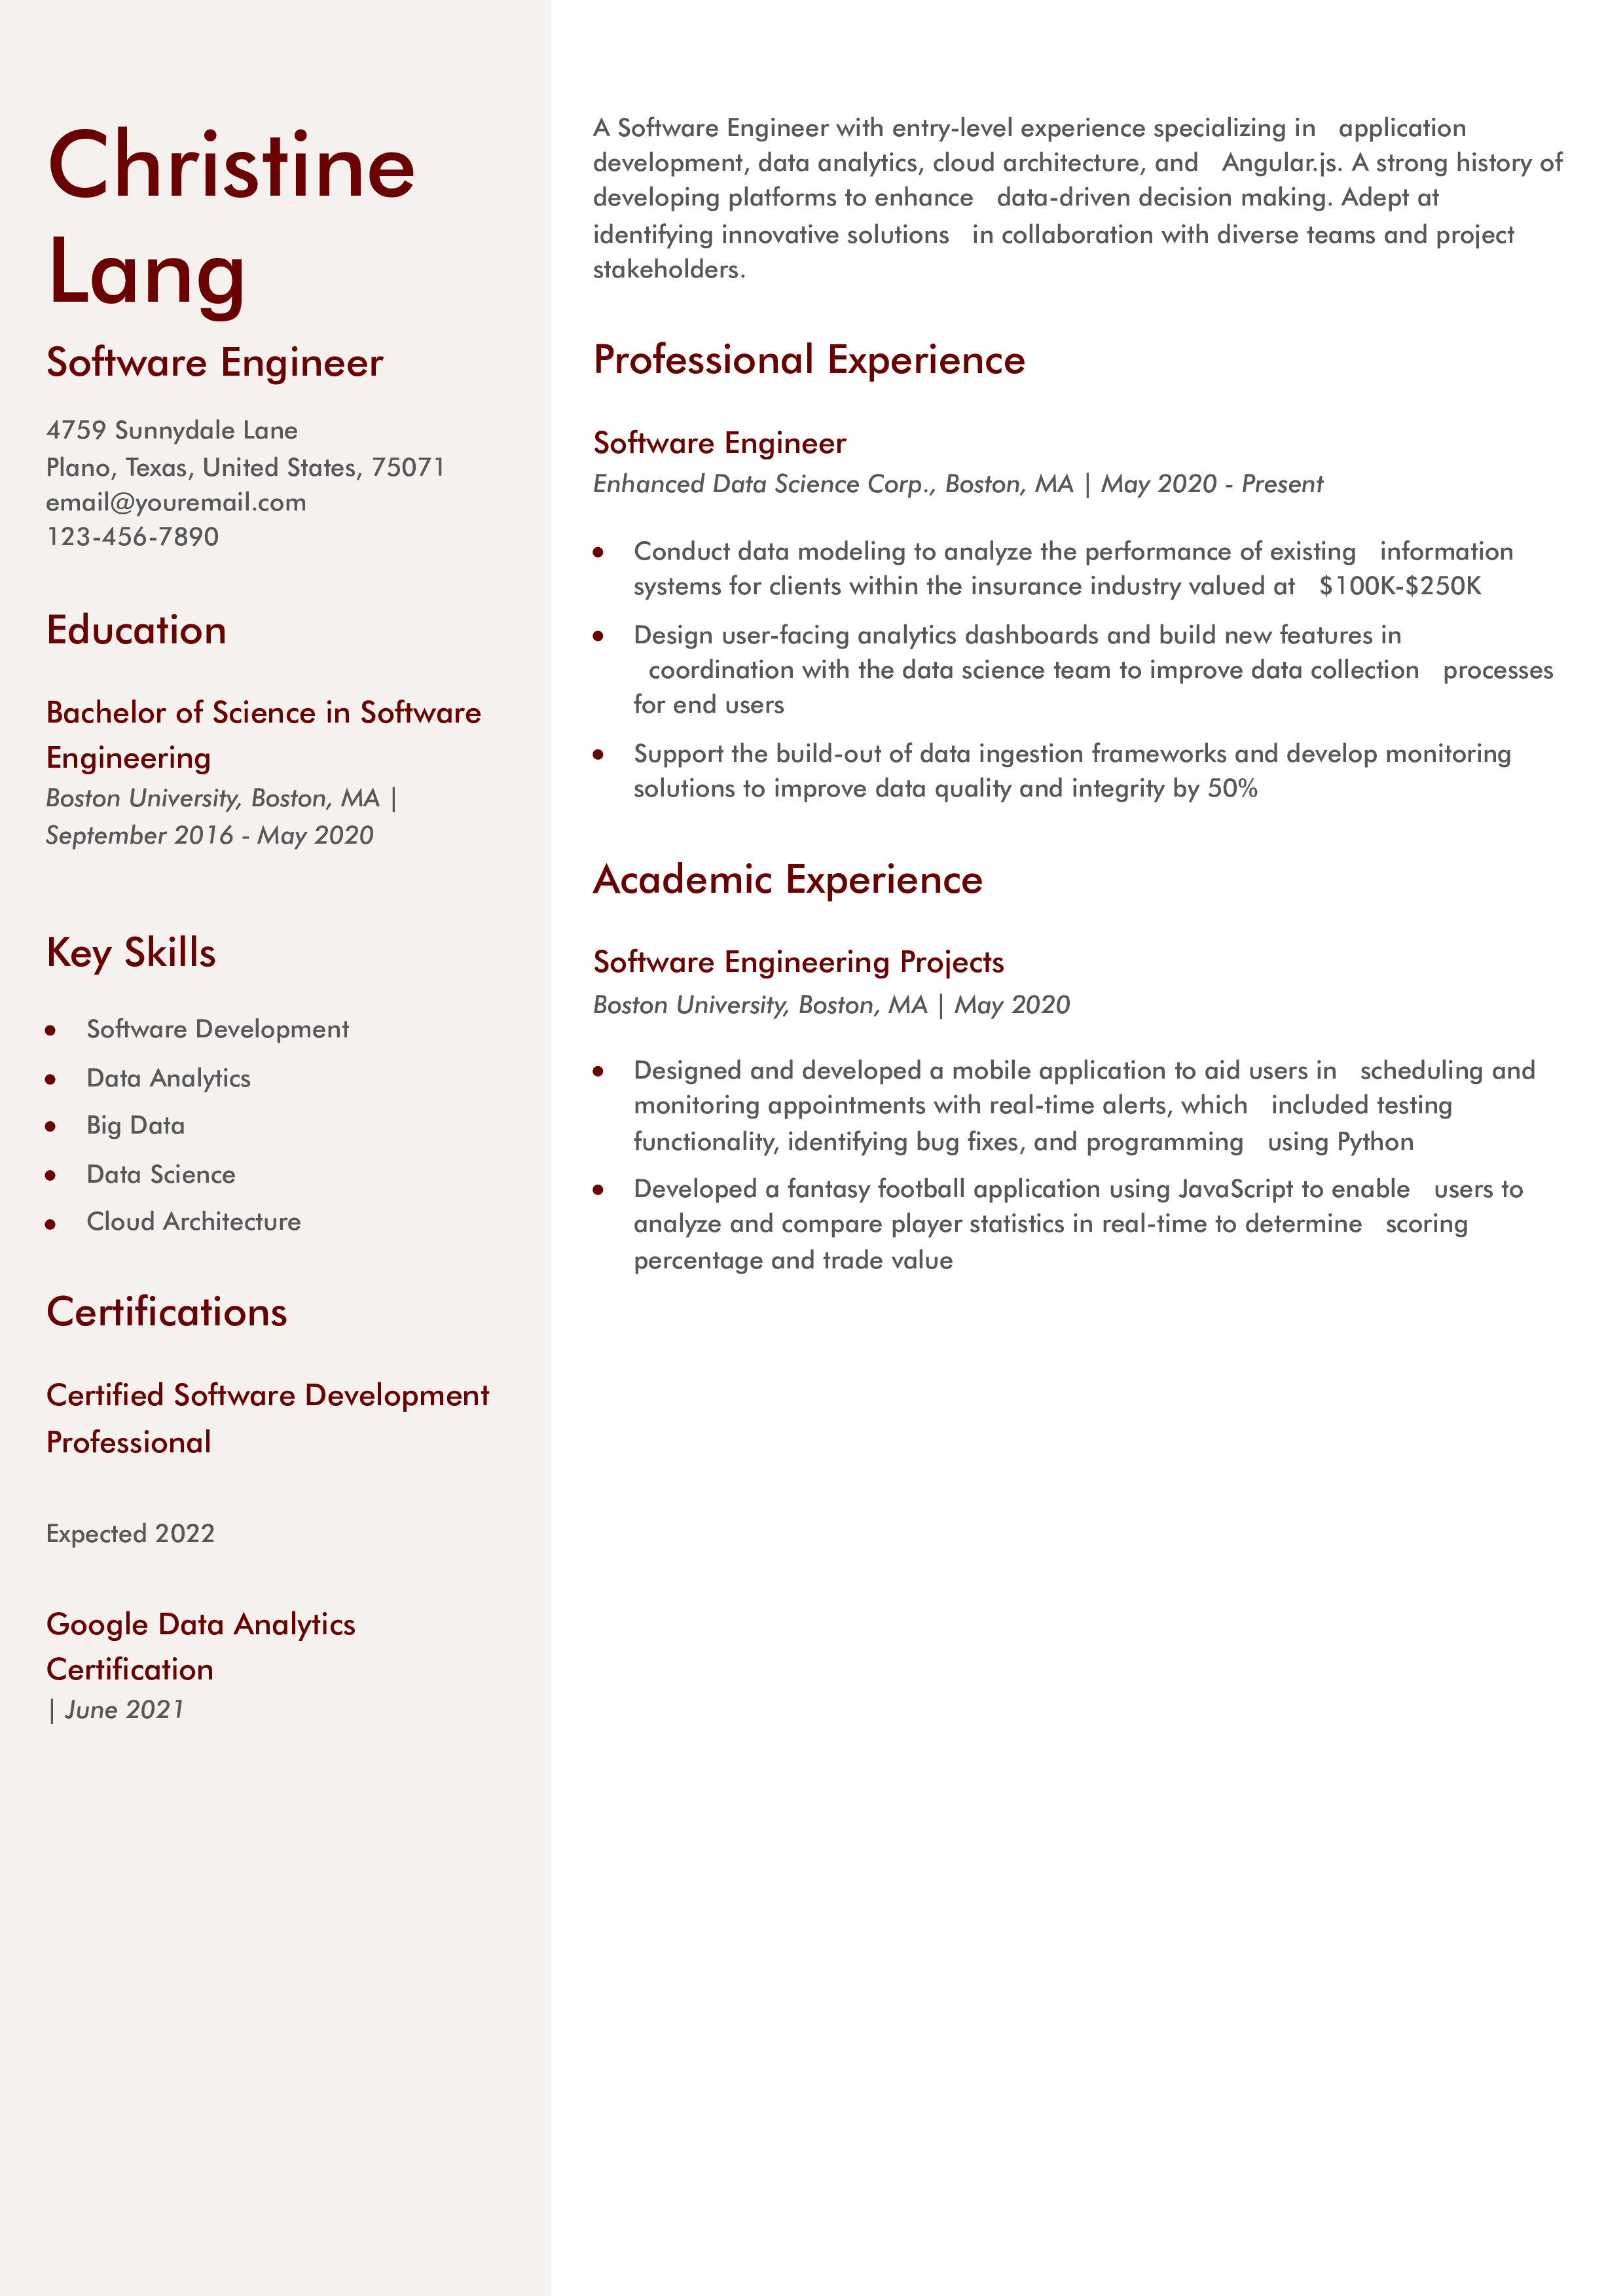 Christine
Lang
Software Engineer
4759 Sunnydale Lane
Plano, Texas, United States, 75071
email@youremail.com
123-456-7890
Education
Bachelor of Science in Software
Engineering
Boston University, Boston, MA |
September 2016 - May 2020
Key Skills
• Software Development
• Data Analytics
• Big Data
• Data Science
• Cloud Architecture
Certifications
Certified Software Development
Professional
Expected 2022
Google Data Analytics
Certification
| June 2021
A Software Engineer with entry-level experience specializing in application
development, data analytics, cloud architecture, and Angular.js. A strong history of
developing platforms to enhance data-driven decision making. Adept at
identifying innovative solutions in collaboration with diverse teams and project
stakeholders.
Professional Experience
Software Engineer
Enhanced Data Science Corp., Boston, MA | May 2020 - Present
• Conduct data modeling to analyze the performance of existing information
systems for clients within the insurance industry valued at $100K-$250K
• Design user-facing analytics dashboards and build new features in
coordination with the data science team to improve data collection processes
for end users
• Support the build-out of data ingestion frameworks and develop monitoring
solutions to improve data quality and integrity by 50%
Academic Experience
Software Engineering Projects
Boston University, Boston, MA | May 2020
• Designed and developed a mobile application to aid users in scheduling and
monitoring appointments with real-time alerts, which included testing
functionality, identifying bug fixes, and programming using Python
• Developed a fantasy football application using JavaScript to enable users to
analyze and compare player statistics in real-time to determine scoring
percentage and trade value